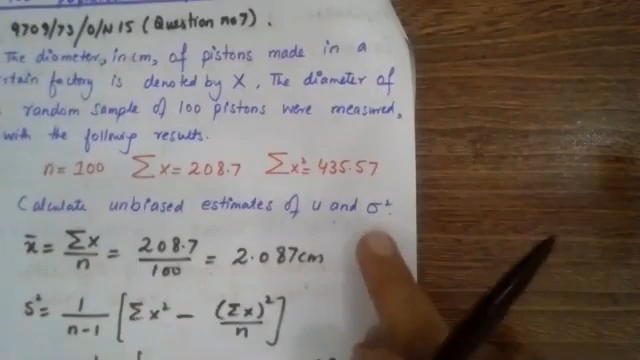 9709/73/O/N15 (Question no 7).
The diameter, in cm, of pistons made in a
rtain factory is denoted by X. The diameter of
random sample of 100 pistons were measured,
with the following results.
n = 100 Σx = 208.7 Σx² = 435.57
Calculate unbiased estimates of u and σ².
x̄ = Σx/n = 208.7/100 = 2.087cm
S² = 1/(n-1) [Σx² - (Σx)²/n]